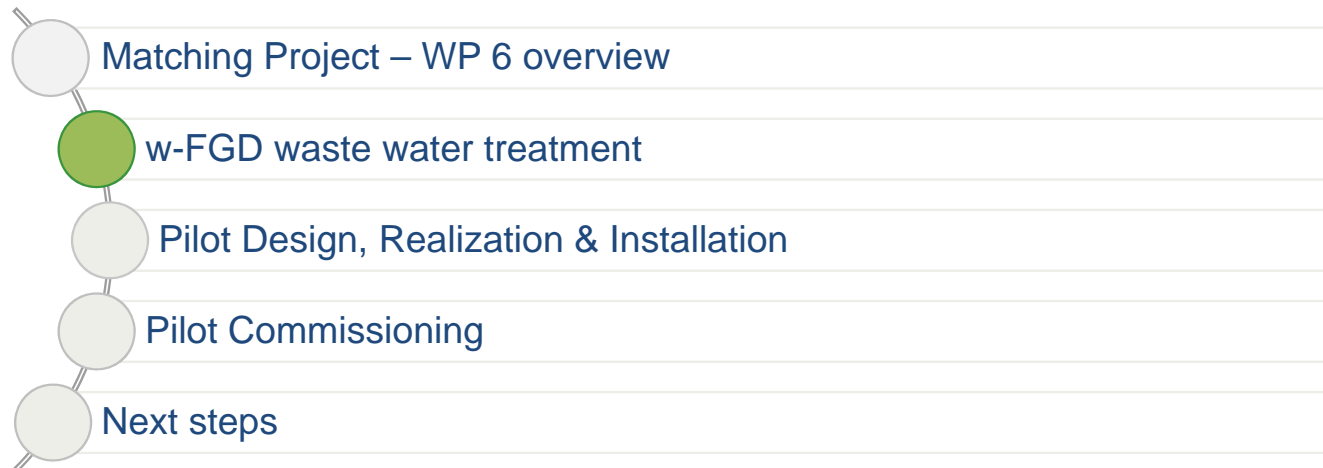 Matching Project – WP 6 overview
w-FGD waste water treatment
Pilot Design, Realization & Installation
Pilot Commissioning
Next steps